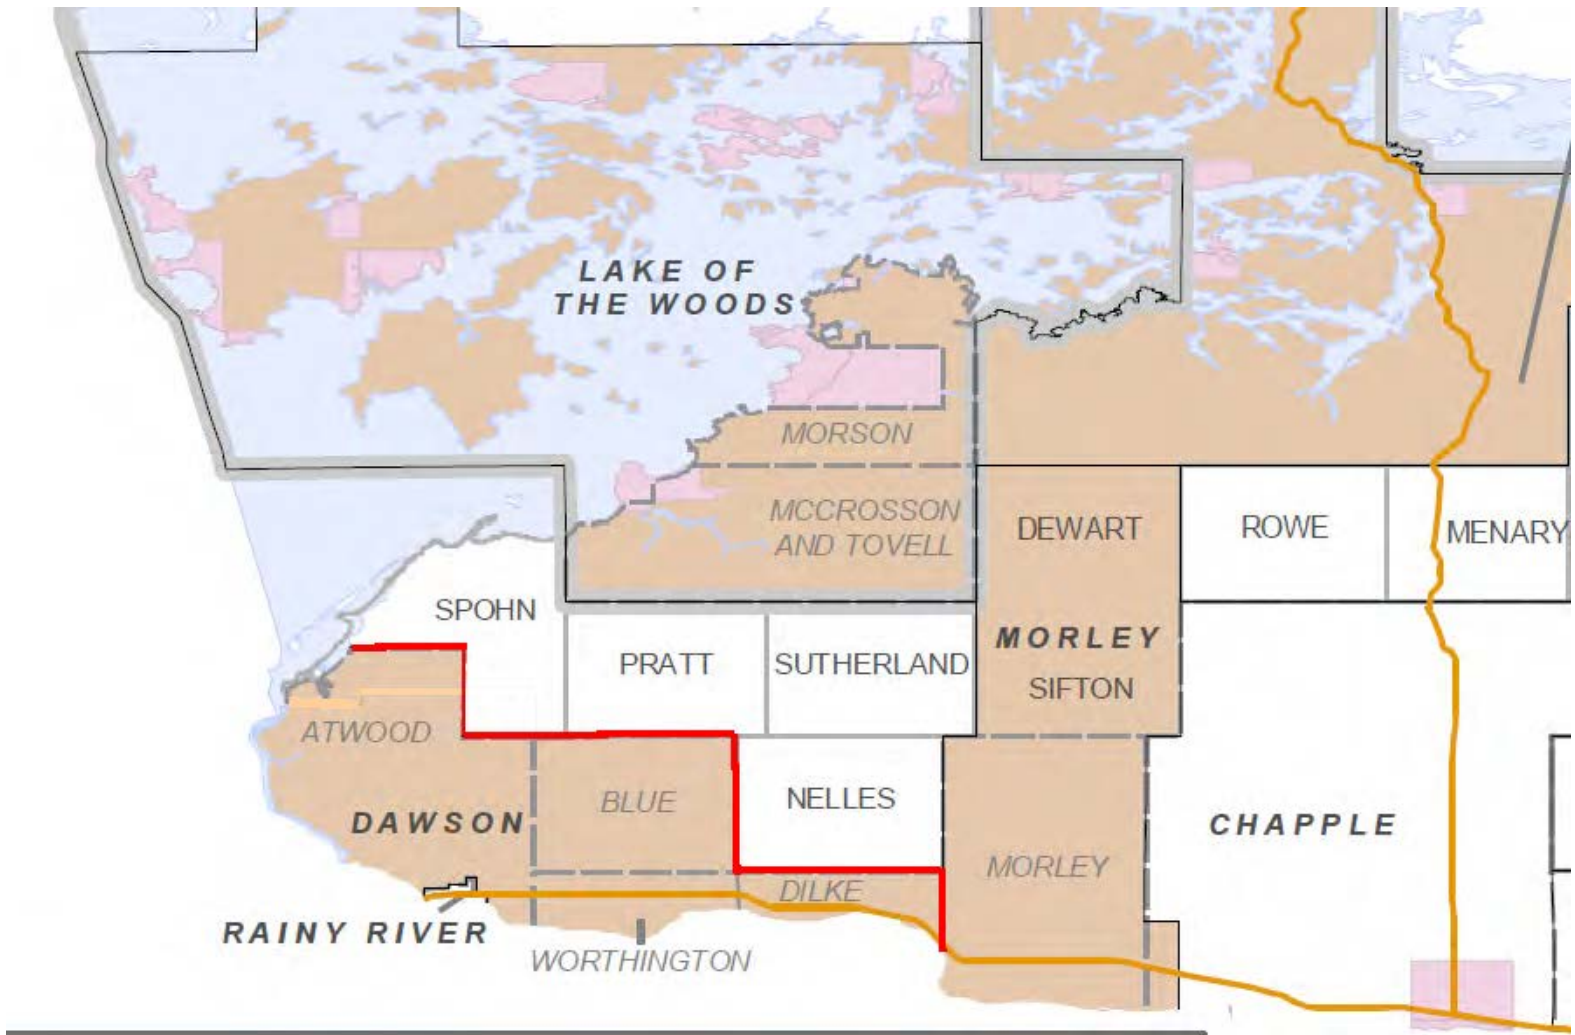 LAKE OF
THE WOODS
MORSON
MCCROSSON
AND TOVELL
DEWART
ROWE
MENARY
SPOHN
PRATT
SUTHERLAND
MORLEY
SIFTON
ATWOOD
BLUE
NELLES
DAWSON
CHAPPLE
MORLEY
DILKE
RAINY RIVER
WORTHINGTON